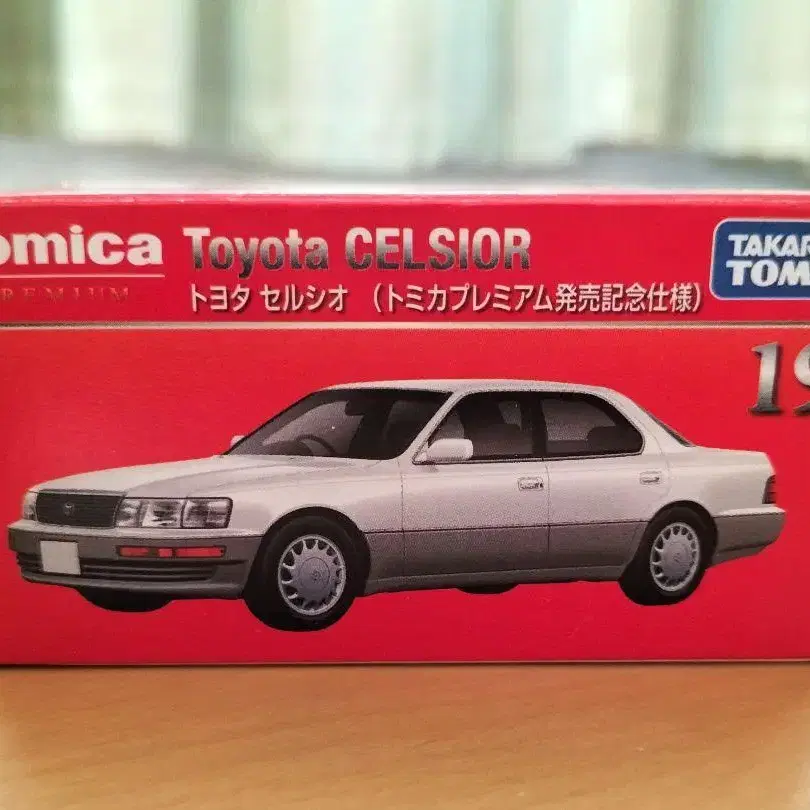 omica
PREMIUM
Toyota CELSIOR
トヨタ セルシオ （トミカプレミアム発売記念仕様）
TAKAR
TOM
19